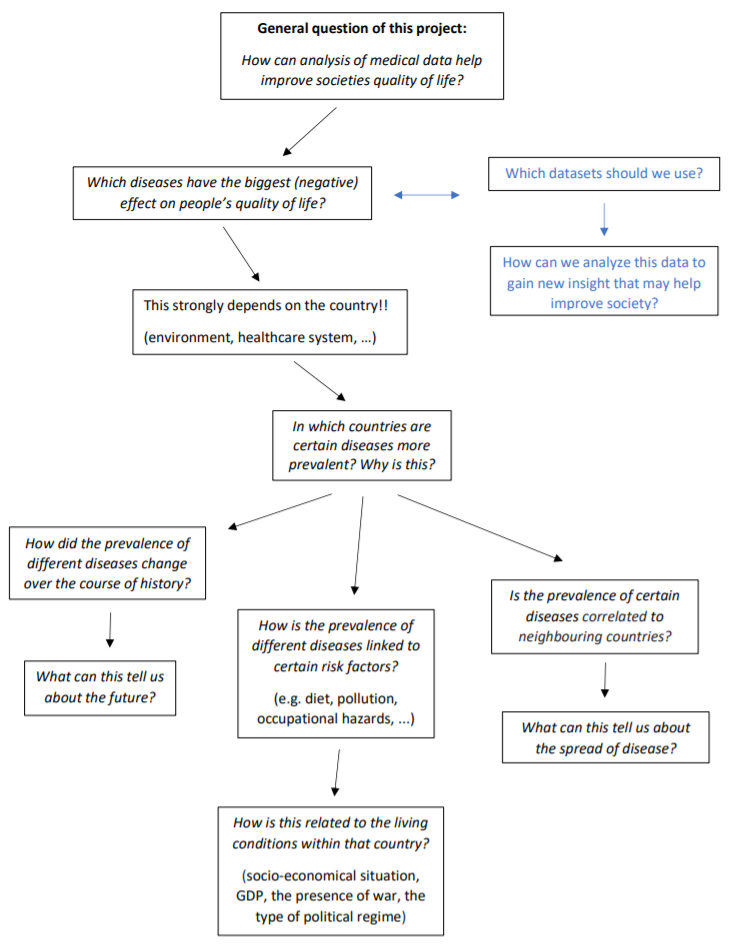 General question of this project:
How can analysis of medical data help
improve societies quality of life?
Which diseases have the biggest (negative)
effect on people's quality of life?
Which datasets should we use?
How can we analyze this data to
gain new insight that may help
improve society?
This strongly depends on the country!!
(environment, healthcare system, …)
In which countries are
certain diseases more
prevalent? Why is this?
How did the prevalence of
different diseases change
over the course of history?
What can this tell us
about the future?
How is the prevalence of
different diseases linked to
certain risk factors?
(e.g. diet, pollution,
occupational hazards, ...)
How is this related to the living
conditions within that country?
(socio-economical situation,
GDP, the presence of war, the
type of political regime)
Is the prevalence of certain
diseases correlated to
neighbouring countries?
What can this tell us about
the spread of disease?